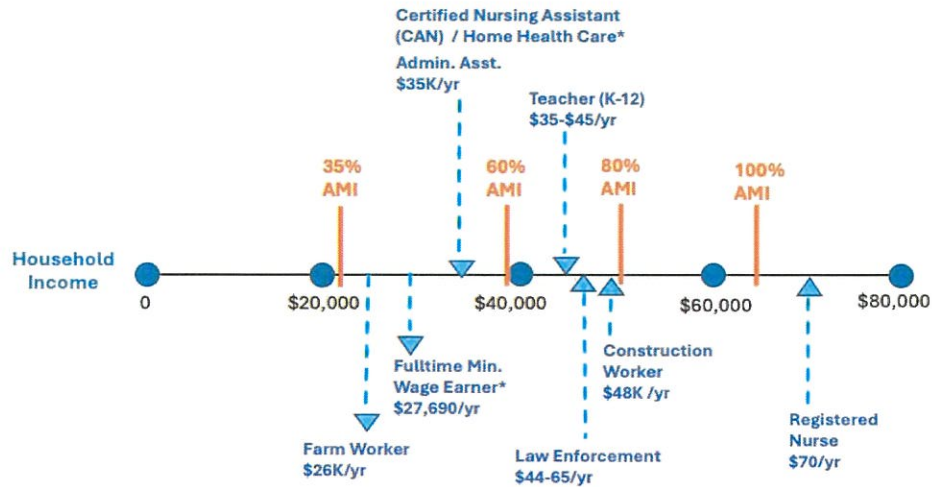 Certified Nursing Assistant
(CAN) / Home Health Care*
Admin. Asst.
$35K/yr
Teacher (K-12)
$35-$45/yr
35%
AMI
60%
AMI
80%
AMI
100%
AMI
Household
Income
0
$20,000
$40,000
$60,000
$80,000
Fulltime Min.
Wage Earner*
$27,690/yr
Construction
Worker
$48K /yr
Farm Worker
$26K/yr
Law Enforcement
$44-65/yr
Registered
Nurse
$70/yr